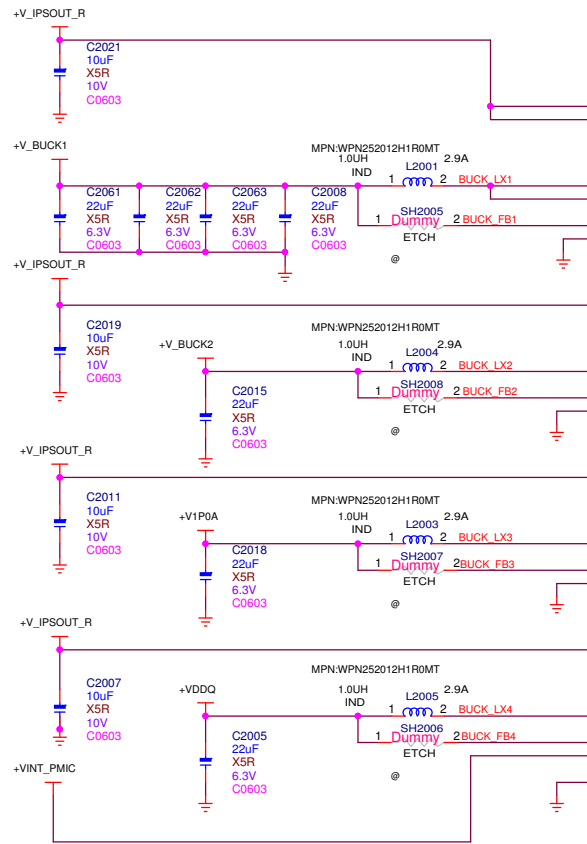 +V_IPSOUT_R
C2021
10uF
X5R
10V
C0603
+V_BUCK1
MPN:WPN252012H1R0MT
1.0UH
2.9A
IND
L2001
1
2
BUCK_LX1
C2061
C2062
C2063
C2008
22uF
22uF
22uF
22uF
X5R
X5R
X5R
X5R
6.3V
6.3V
6.3V
6.3V
C0603
C0603
C0603
C0603
SH2005
1
Dummy
2
BUCK_FB1
ETCH
@
+V_IPSOUT_R
C2019
10uF
X5R
10V
C0603
MPN:WPN252012H1R0MT
+V_BUCK2
1.0UH
2.9A
IND
L2004
1
2
BUCK_LX2
C2015
22uF
X5R
6.3V
C0603
SH2008
1
Dummy
2
BUCK_FB2
ETCH
@
+V_IPSOUT_R
C2011
10uF
X5R
10V
C0603
MPN:WPN252012H1R0MT
+V1P0A
1.0UH
2.9A
IND
L2003
1
2
BUCK_LX3
C2018
22uF
X5R
6.3V
C0603
SH2007
1
Dummy
2
BUCK_FB3
ETCH
@
+V_IPSOUT_R
C2007
10uF
X5R
10V
C0603
MPN:WPN252012H1R0MT
+VDDQ
1.0UH
2.9A
IND
L2005
1
2
BUCK_LX4
C2005
22uF
X5R
6.3V
C0603
SH2006
1
Dummy
2
BUCK_FB4
ETCH
@
+VINT_PMIC